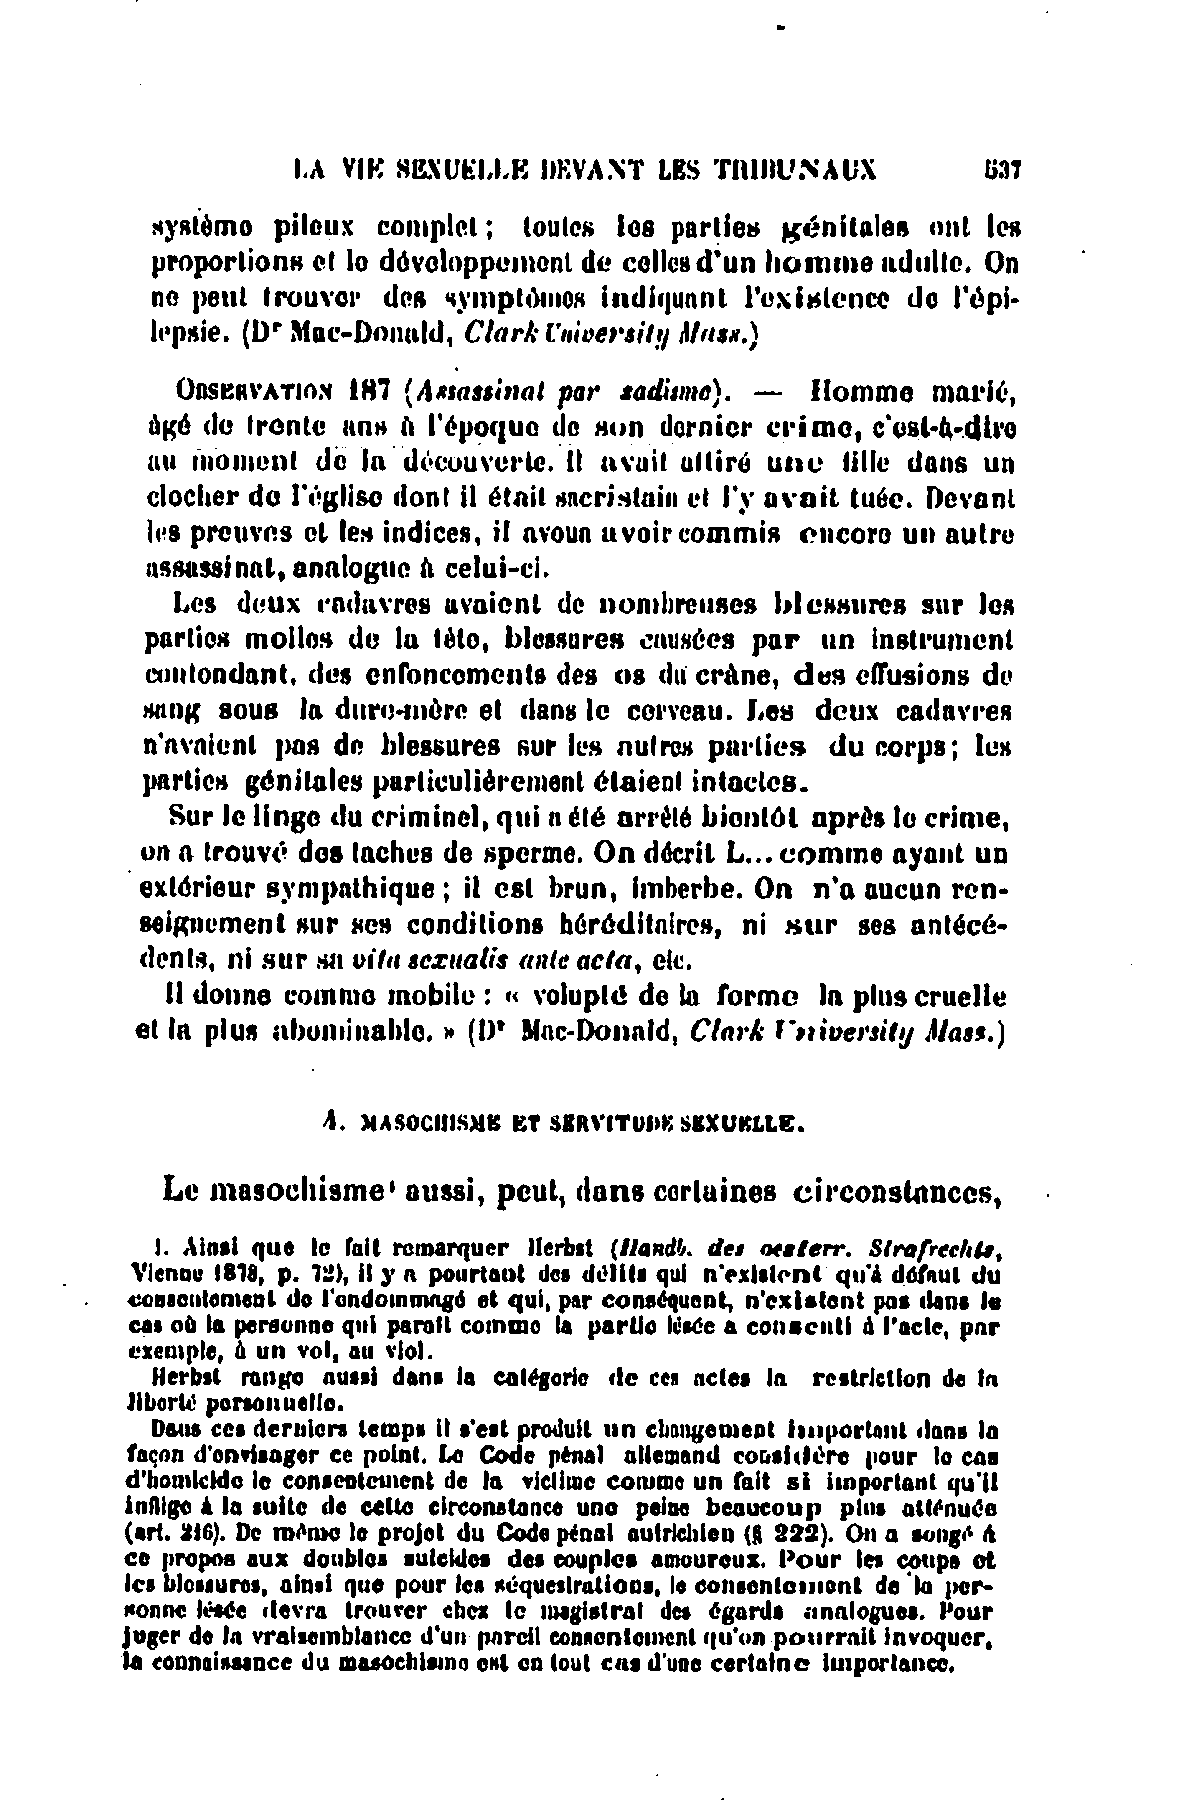 LA VIE SEXUELLE DEVANT LES TRIBUNAUX 537
système pileux complet ; toutes les parties génitales ont les
proportions et le développement de celles d'un homme adulte. On
ne peut trouver des symptômes indiquant l'existence de l'épi-
lepsie. (Dr Mac-Donald, Clark University Mass.)
OBSERVATION 187 (Assassinat par sadisme). — Homme marié,
âgé de trente ans à l'époque de son dernier crime, c'est-à-dire
au moment de la découverte. Il avait attiré une fille dans un
clocher de l'église dont il était sacristain et l'y avait tuée. Devant
les preuves et les indices, il avoua avoir commis encore un autre
assassinat, analogue à celui-ci.
Les deux cadavres avaient de nombreuses blessures sur les
parties molles de la tête, blessures causées par un instrument
contondant, des enfoncements des os du crâne, des effusions de
sang sous la dure-mère et dans le cerveau. Les deux cadavres
n'avaient pas de blessures sur les autres parties du corps ; les
parties génitales particulièrement étaient intactes.
Sur le linge du criminel, qui a été arrêté bientôt après le crime,
on a trouvé des taches de sperme. On décrit L... comme ayant un
extérieur sympathique ; il est brun, imberbe. On n'a aucun ren-
seignement sur ses conditions héréditaires, ni sur ses antécé-
dents, ni sur sa vita sexualis ante acta, etc.
Il donne comme mobile : « volupté de la forme la plus cruelle
et la plus abominable. » (Dr Mac-Donald, Clark University Mass.)
4. MASOCHISME ET SERVITUDE SEXUELLE.
Le masochisme¹ aussi, peut, dans certaines circonstances,
1. Ainsi que le fait remarquer Herbst (Handb. des oesterr. Strafrechts,
Vienne 1878, p. 72), il y a pourtant des délits qui n'existent qu'à défaut du
consentement de l'endommagé et qui, par conséquent, n'existent pas dans le
cas où la personne qui paraît comme la partie lésée a consenti à l'acte, par
exemple, à un vol, au viol.
Herbst range aussi dans la catégorie de ces actes la restriction de la
liberté personnelle.
Dans ces derniers temps il s'est produit un changement important dans la
façon d'envisager ce point. Le Code pénal allemand considère pour le cas
d'homicide le consentement de la victime comme un fait si important qu'il
inflige à la suite de cette circonstance une peine beaucoup plus atténuée
(art. 216). De même le projet du Code pénal autrichien (§ 222). On a songé à
ce propos aux doubles suicides des couples amoureux. Pour les coups et
les blessures, ainsi que pour les séquestrations, le consentement de la per-
sonne lésée devra trouver chez le magistrat des égards analogues. Pour
juger de la vraisemblance d'un pareil consentement qu'on pourrait invoquer,
la connaissance du masochisme est en tout cas d'une certaine importance.